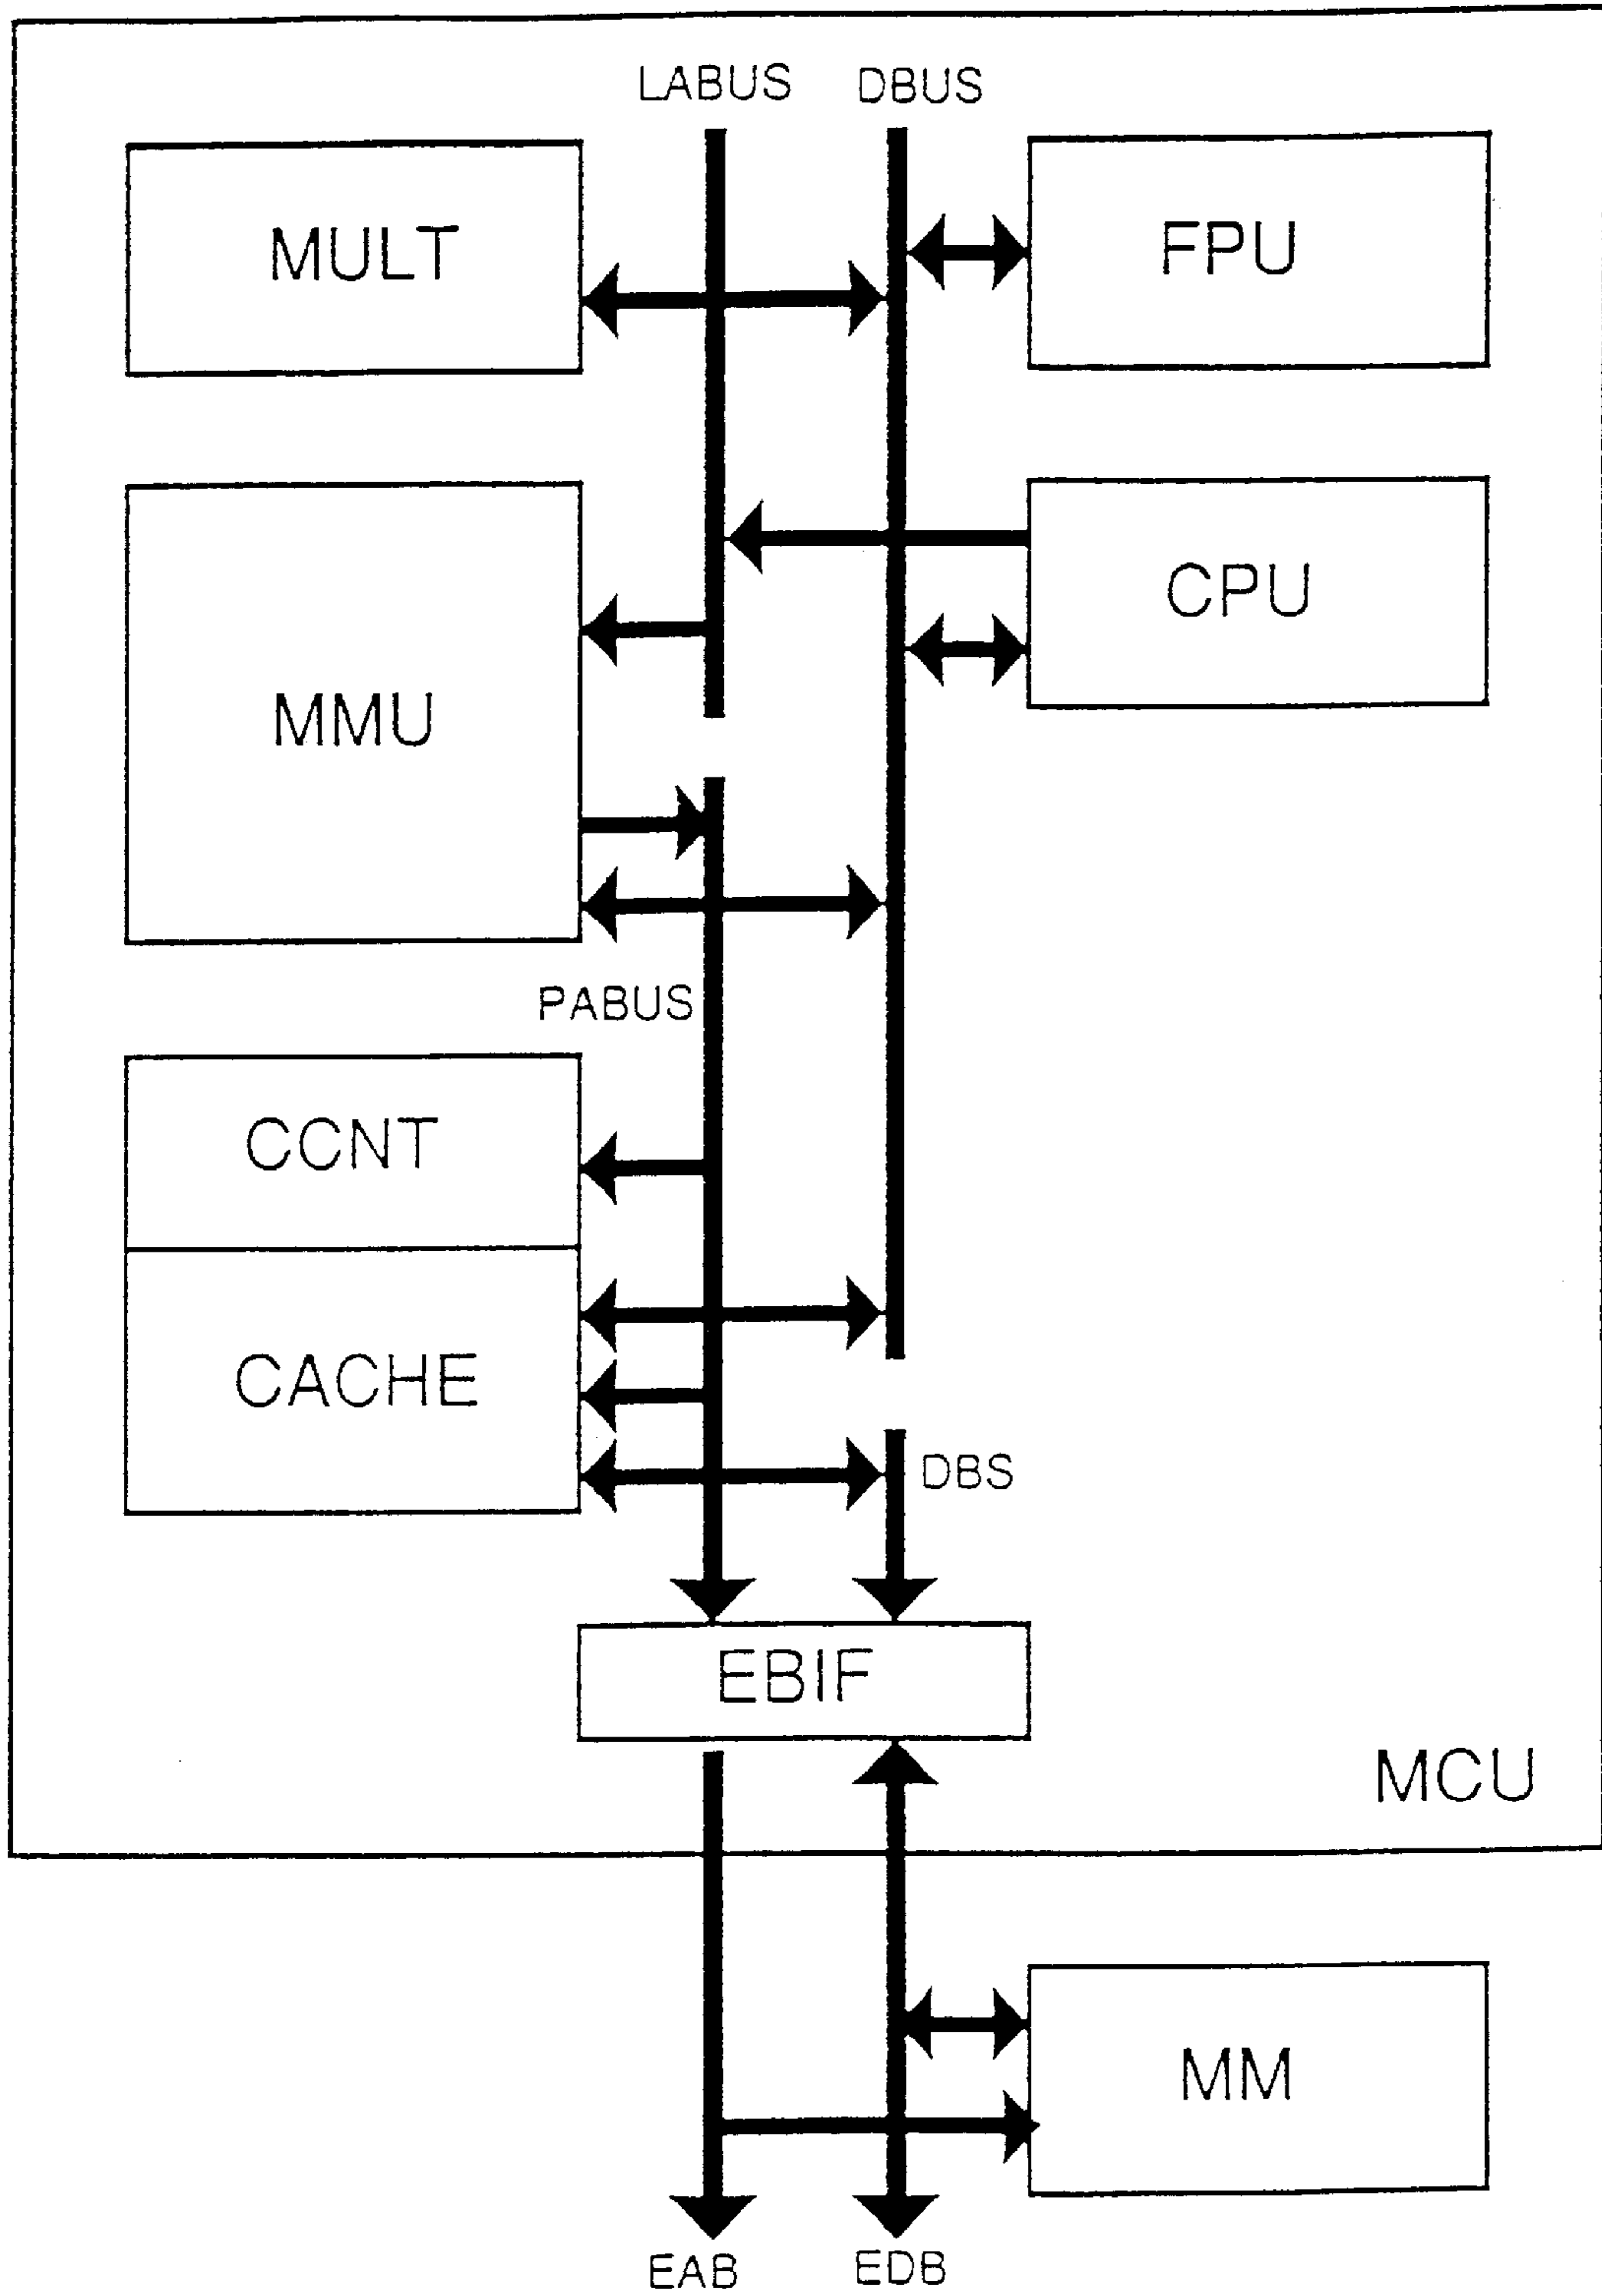 LABUS DBUS
MULT
FPU
CPU
MMU
PABUS
CCNT
CACHE
DBS
EBIF
MCU
MM
EAB EDB